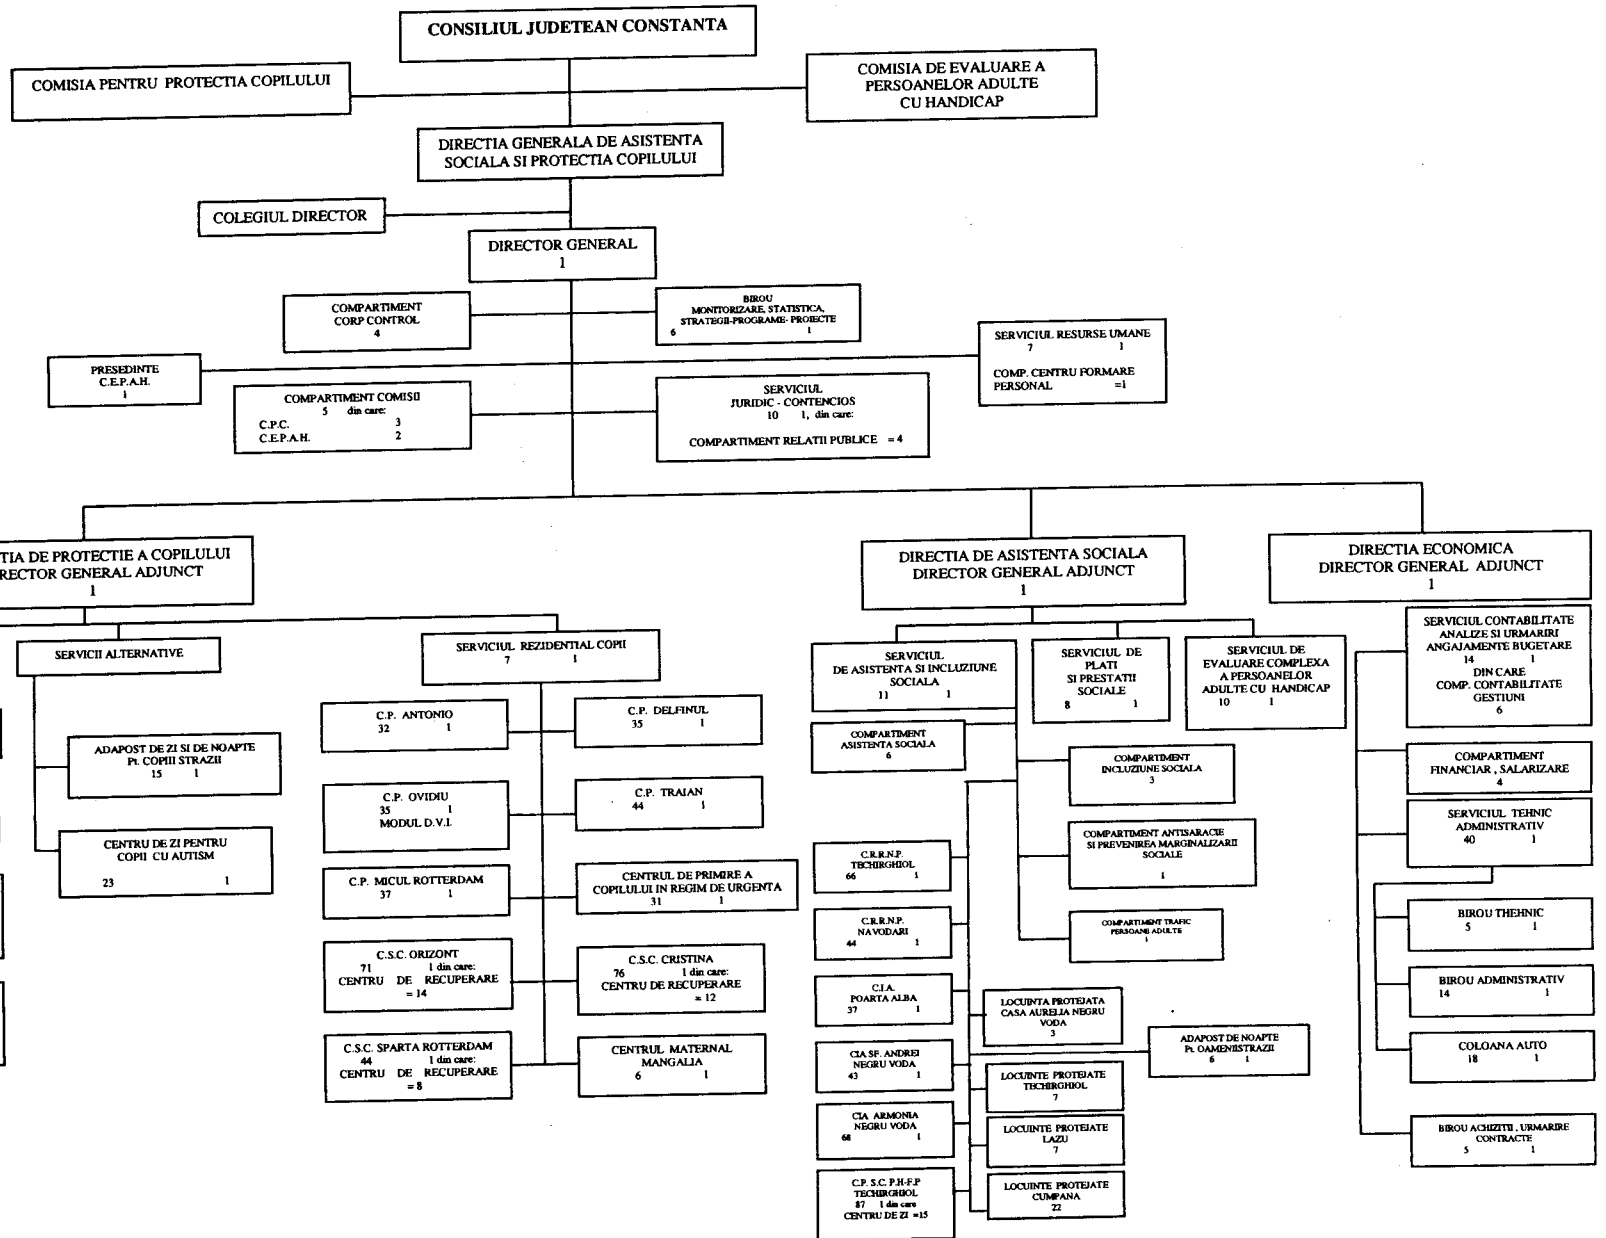 CONSILIUL JUDETEAN CONSTANTA
COMISIA PENTRU PROTECTIA COPILULUI
COMISIA DE EVALUARE A
PERSOANELOR ADULTE
CU HANDICAP
DIRECTIA GENERALA DE ASISTENTA
SOCIALA SI PROTECTIA COPILULUI
COLEGIUL DIRECTOR
DIRECTOR GENERAL
1
COMPARTIMENT
CORP CONTROL
4
BIROU
MONITORIZARE, STATISTICA,
STRATEGII-PROGRAME- PROIECTE
6 1
PRESEDINTE
C.E.P.A.H.
1
SERVICIUL RESURSE UMANE
7 1
COMP. CENTRU FORMARE
PERSONAL =1
COMPARTIMENT COMISII
5 din care:
C.P.C. 3
C.E.P.A.H. 2
SERVICIUL
JURIDIC - CONTENCIOS
10 1, din care:
COMPARTIMENT RELATII PUBLICE = 4
TIA DE PROTECTIE A COPILULUI
RECTOR GENERAL ADJUNCT
1
DIRECTIA DE ASISTENTA SOCIALA
DIRECTOR GENERAL ADJUNCT
1
DIRECTIA ECONOMICA
DIRECTOR GENERAL ADJUNCT
1
SERVICII ALTERNATIVE
ADAPOST DE ZI SI DE NOAPTE
Pt. COPIII STRAZII
15 1
CENTRU DE ZI PENTRU
COPII CU AUTISM
23 1
SERVICIUL REZIDENTIAL COPII
7 1
C.P. ANTONIO
32 1
C.P. DELFINUL
35 1
C.P. OVIDIU
35 1
MODUL D.V.I.
C.P. TRAIAN
44 1
C.P. MICUL ROTTERDAM
37 1
CENTRUL DE PRIMIRE A
COPILULUI IN REGIM DE URGENTA
31 1
C.S.C. ORIZONT
71 1 din care:
CENTRU DE RECUPERARE
= 14
C.S.C. CRISTINA
76 1 din care:
CENTRU DE RECUPERARE
= 12
C.S.C. SPARTA ROTTERDAM
44 1 din care:
CENTRU DE RECUPERARE
= 8
CENTRUL MATERNAL
MANGALIA
6 1
SERVICIUL
DE ASISTENTA SI INCLUZIUNE
SOCIALA
11 1
SERVICIUL DE
PLATI
SI PRESTATII
SOCIALE
8 1
SERVICIUL DE
EVALUARE COMPLEXA
A PERSOANELOR
ADULTE CU HANDICAP
10 1
COMPARTIMENT
ASISTENTA SOCIALA
6
COMPARTIMENT
INCLUZIUNE SOCIALA
3
COMPARTIMENT ANTISARACIE
SI PREVENIREA MARGINALIZARII
SOCIALE
1
COMPARTIMENT TRAFIC
PERSOANE ADULTE
1
C.R.R.N.P.
TECHIRGHIOL
66 1
C.R.R.N.P.
NAVODARI
44 1
C.I.A.
POARTA ALBA
37 1
CIA SF. ANDREI
NEGRU VODA
43 1
CIA ARMONIA
NEGRU VODA
68 1
C.P. S.C. P.H-F.P
TECHIRGHIOL
87 1 din care
CENTRU DE ZI =15
LOCUINTA PROTEJATA
CASA AURELIA NEGRU
VODA
3
ADAPOST DE NOAPTE
Pt. OAMENIISTRAZII
6 1
LOCUINTE PROTEJATE
TECHIRGHIOL
7
LOCUINTE PROTEJATE
LAZU
7
LOCUINTE PROTEJATE
CUMPANA
22
SERVICIUL CONTABILITATE
ANALIZE SI URMARIRI
ANGAJAMENTE BUGETARE
14 1
DIN CARE
COMP. CONTABILITATE
GESTIUNI
6
COMPARTIMENT
FINANCIAR , SALARIZARE
4
SERVICIUL TEHNIC
ADMINISTRATIV
40 1
BIROU THEHNIC
5 1
BIROU ADMINISTRATIV
14 1
COLOANA AUTO
18 1
BIROU ACHIZITII , URMARIRE
CONTRACTE
5 1